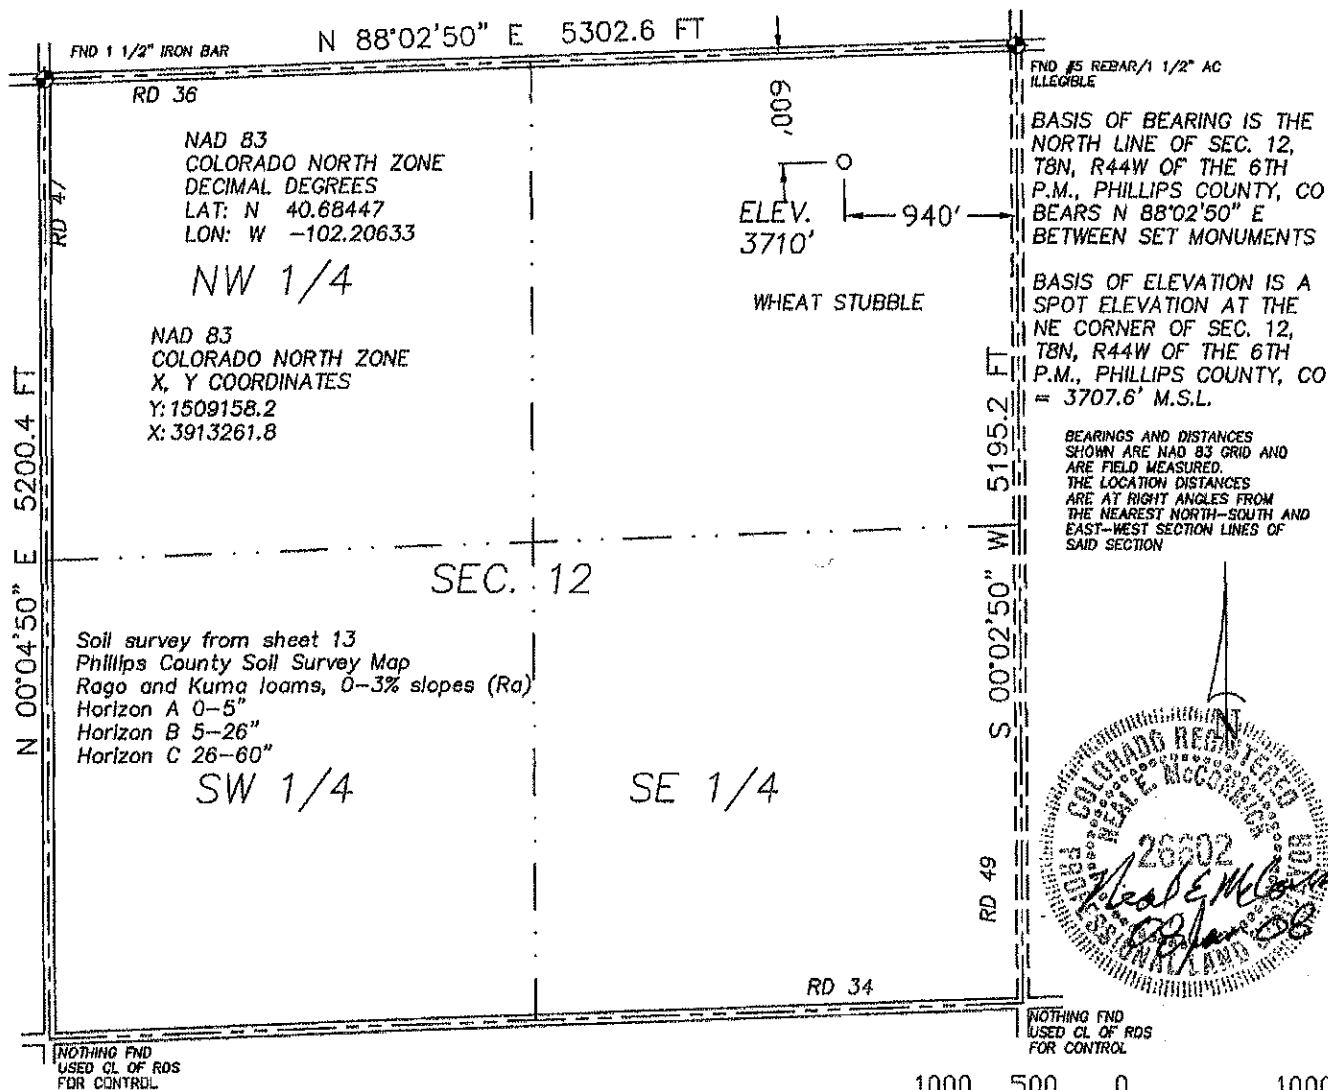 N 88°02'50" E 5302.6 FT
FND 1 1/2" IRON BAR
FND #5 REBAR/1 1/2" AC
ILLEGIBLE
RD 36
RD 47
NAD 83
COLORADO NORTH ZONE
DECIMAL DEGREES
LAT: N 40.68447
LON: W -102.20633
NW 1/4
NAD 83
COLORADO NORTH ZONE
X, Y COORDINATES
Y: 1509158.2
X: 3913261.8
600'
ELEV.
3710'
940'
WHEAT STUBBLE
BASIS OF BEARING IS THE
NORTH LINE OF SEC. 12,
T8N, R44W OF THE 6TH
P.M., PHILLIPS COUNTY, CO
BEARS N 88°02'50" E
BETWEEN SET MONUMENTS
BASIS OF ELEVATION IS A
SPOT ELEVATION AT THE
NE CORNER OF SEC. 12,
T8N, R44W OF THE 6TH
P.M., PHILLIPS COUNTY, CO
= 3707.6' M.S.L.
BEARINGS AND DISTANCES
SHOWN ARE NAD 83 GRID AND
ARE FIELD MEASURED.
THE LOCATION DISTANCES
ARE AT RIGHT ANGLES FROM
THE NEAREST NORTH-SOUTH AND
EAST-WEST SECTION LINES OF
SAID SECTION
N 00°04'50" E 5200.4 FT
S 00°02'50" W 5195.2 FT
SEC. 12
Soil survey from sheet 13
Phillips County Soil Survey Map
Rago and Kuma loams, 0-3% slopes (Ra)
Horizon A 0-5"
Horizon B 5-26"
Horizon C 26-60"
SW 1/4
SE 1/4
RD 49
RD 34
N
COLORADO REGISTERED
NEAL E. McCORMICK
26602
PROFESSIONAL LAND
Neal E McCor
08 Jan 08
NOTHING FND
USED CL OF RDS
FOR CONTROL
NOTHING FND
USED CL OF RDS
FOR CONTROL
1000 500 0 1000